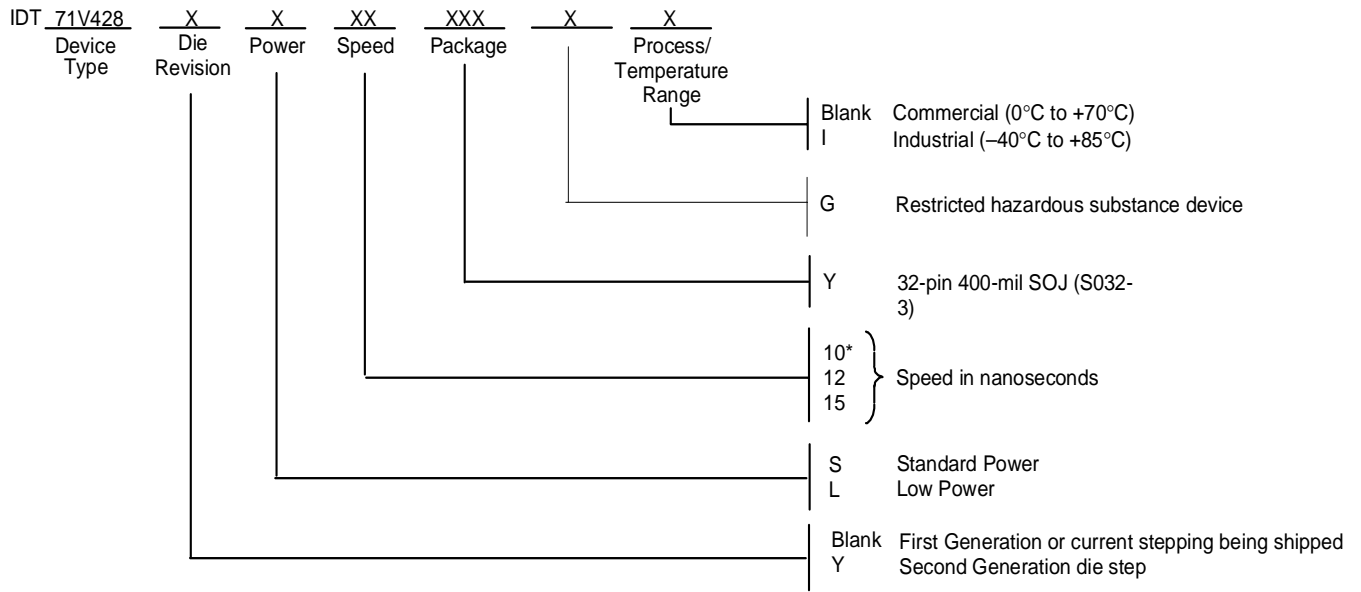 IDT 71V428 X X XX XXX X X
Device Type
Die Revision
Power
Speed
Package
Process/
Temperature
Range
Blank Commercial (0°C to +70°C)
I Industrial (–40°C to +85°C)
G Restricted hazardous substance device
Y 32-pin 400-mil SOJ (S032-
3)
10*
12
15
Speed in nanoseconds
S Standard Power
L Low Power
Blank First Generation or current stepping being shipped
Y Second Generation die step